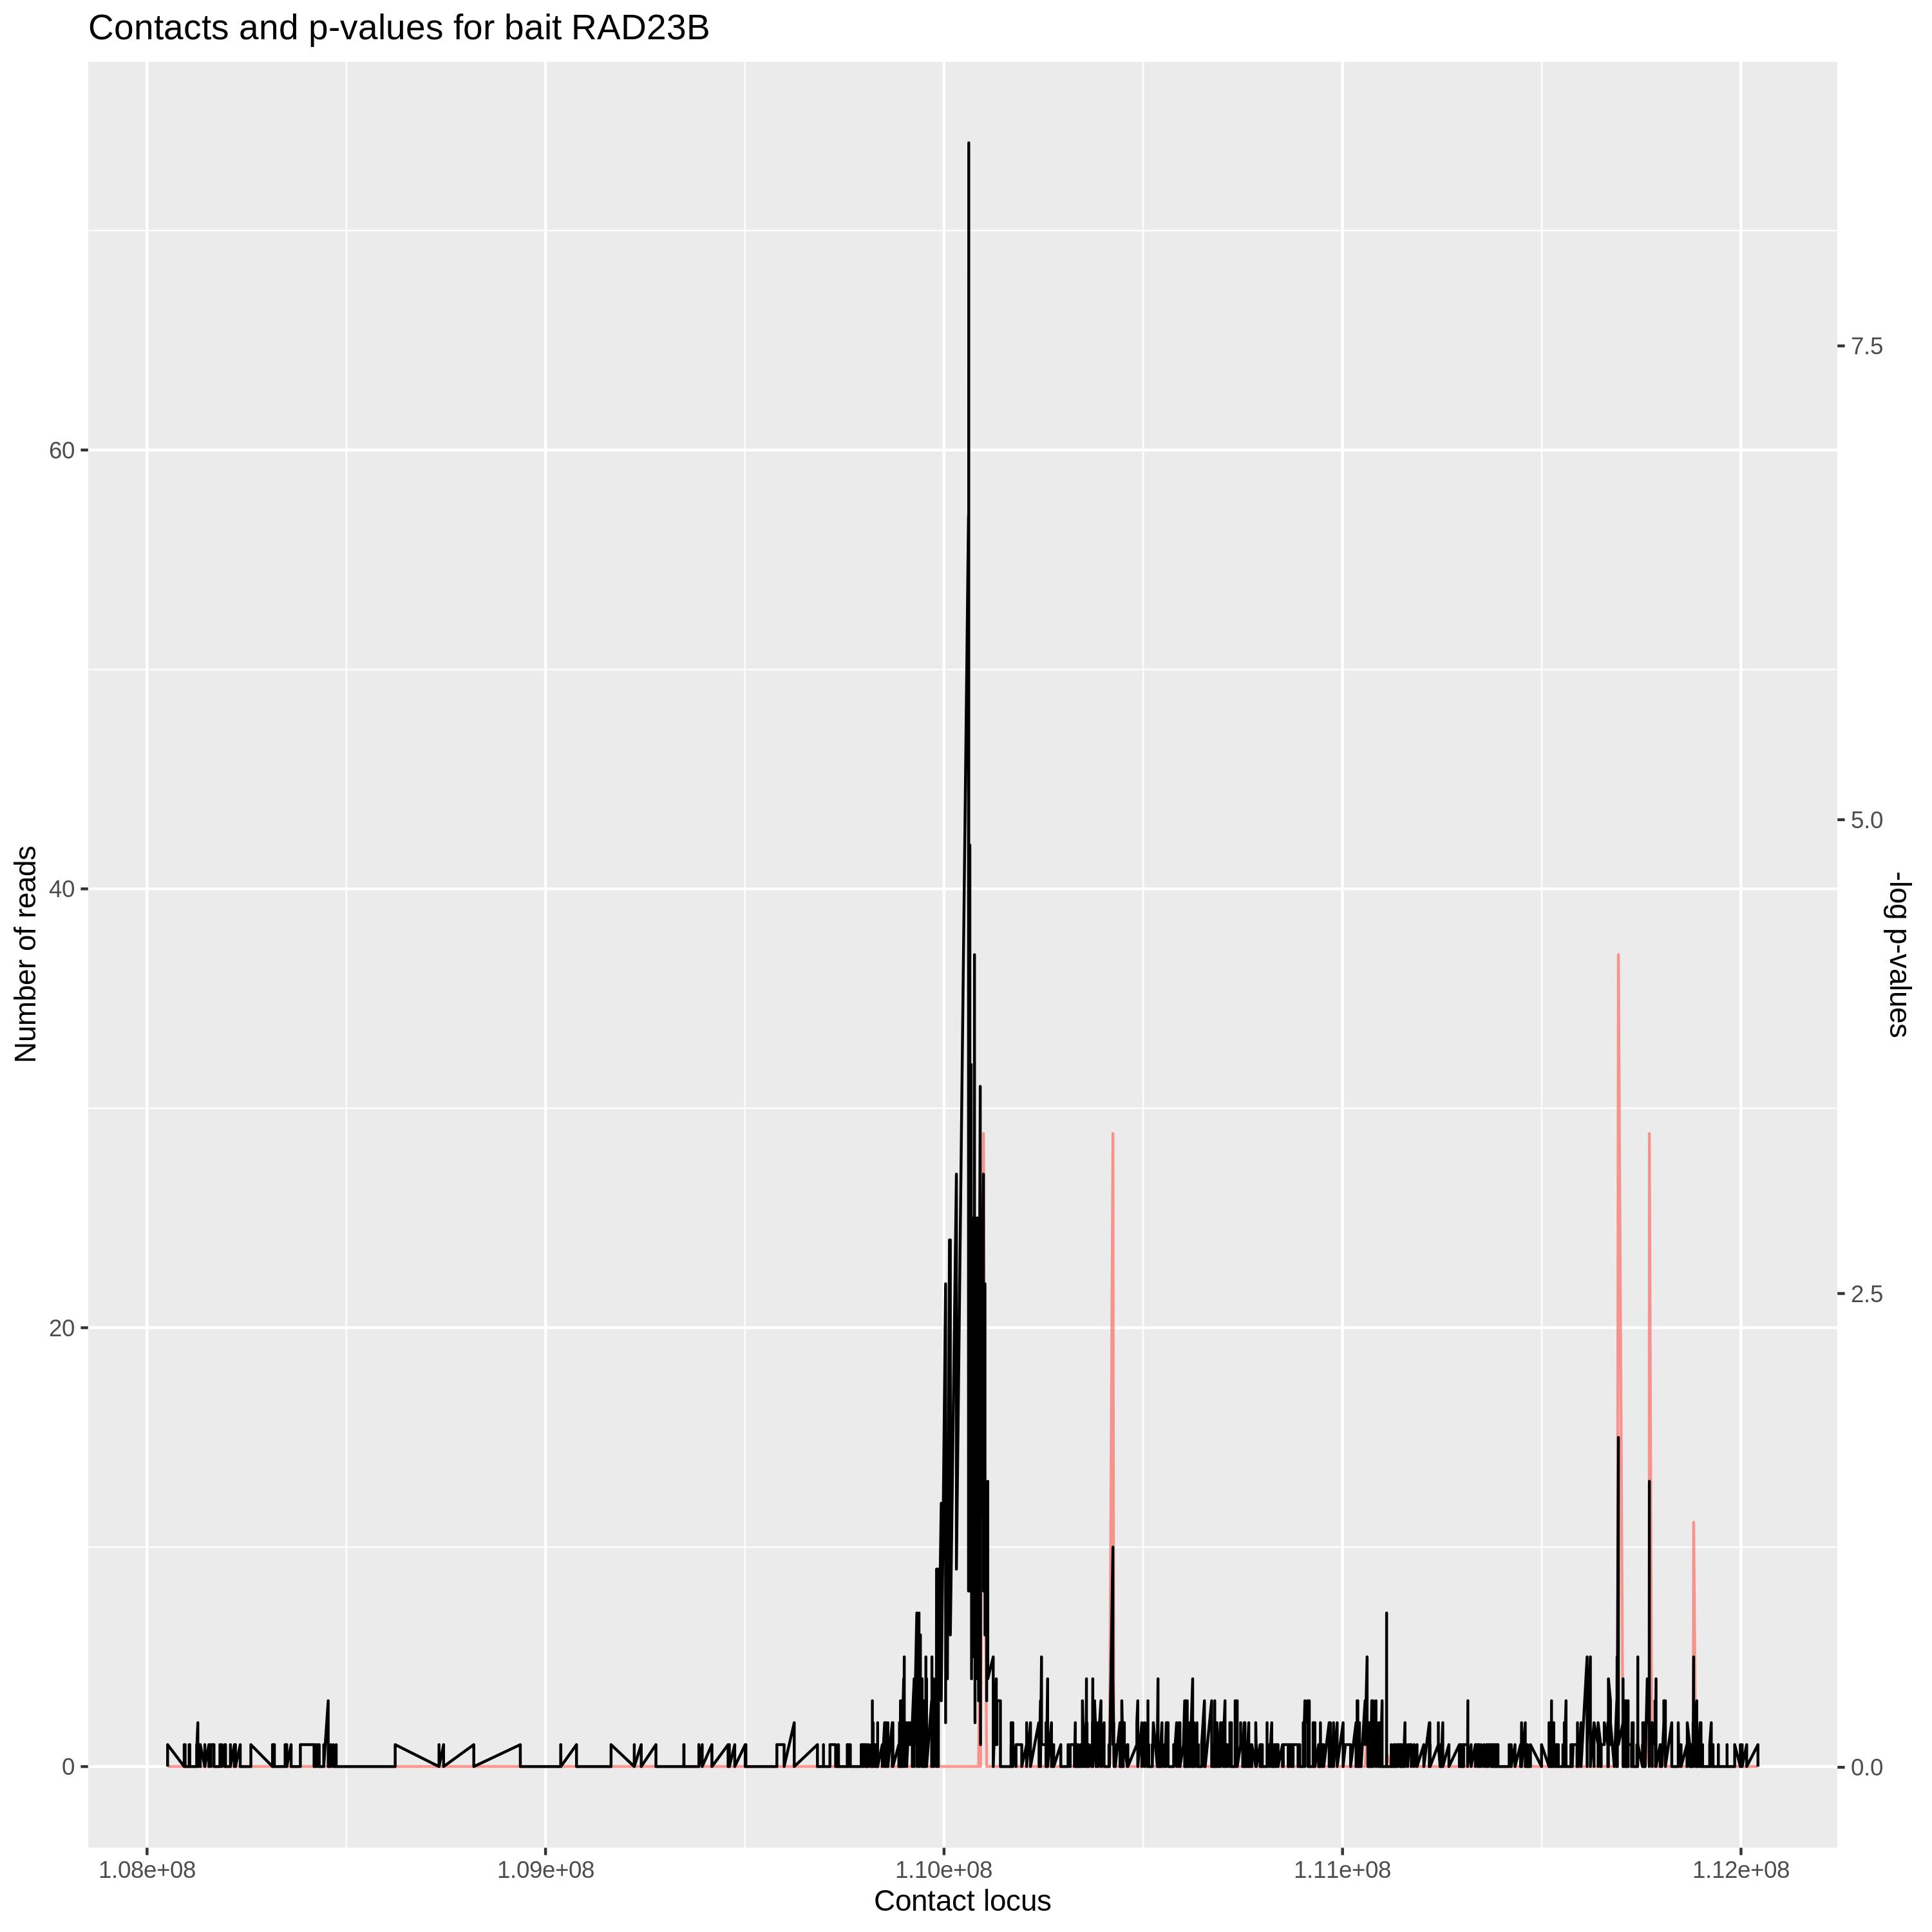 Contacts and p-values for bait RAD23B
60
40
20
0
7.5
5.0
2.5
0.0
Number of reads
-log p-values
1.08e+08 1.09e+08 1.10e+08 1.11e+08 1.12e+08
Contact locus